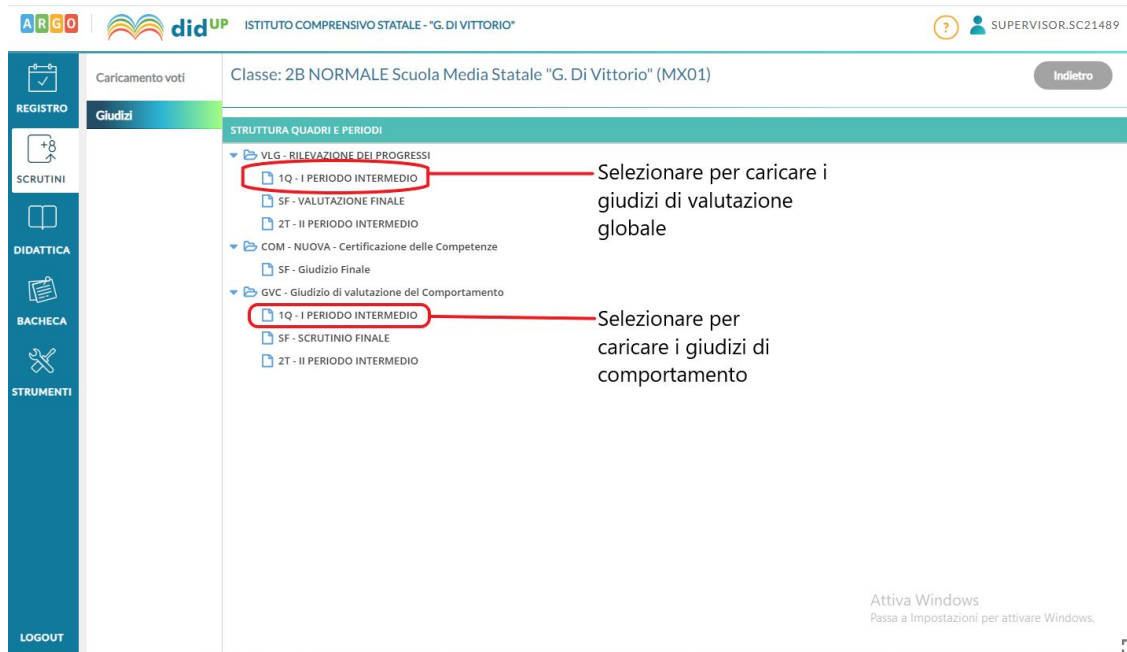 ARGO didUP ISTITUTO COMPRENSIVO STATALE - "G. DI VITTORIO" ? SUPERVISOR.SC21489
REGISTRO
+8
SCRUTINI
DIDATTICA
BACHECA
STRUMENTI
LOGOUT
Caricamento voti
Giudizi
Classe: 2B NORMALE Scuola Media Statale "G. Di Vittorio" (MX01)
Indietro
STRUTTURA QUADRI E PERIODI
VLG - RILEVAZIONE DEI PROGRESSI
1Q - I PERIODO INTERMEDIO
SF - VALUTAZIONE FINALE
2T - II PERIODO INTERMEDIO
COM - NUOVA - Certificazione delle Competenze
SF - Giudizio Finale
GVC - Giudizio di valutazione del Comportamento
1Q - I PERIODO INTERMEDIO
SF - SCRUTINIO FINALE
2T - II PERIODO INTERMEDIO
Selezionare per caricare i
giudizi di valutazione
globale
Selezionare per
caricare i giudizi di
comportamento
Attiva Windows
Passa a Impostazioni per attivare Windows.